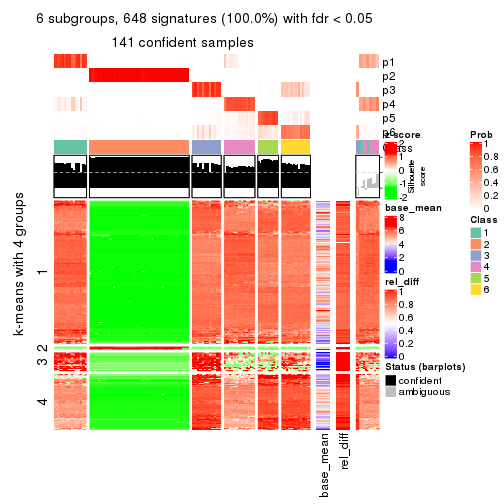 6 subgroups, 648 signatures (100.0%) with fdr < 0.05
141 confident samples
p1
p2
p3
p4
p5
p6
Class
Silhouette
score
k-means with 4 groups
1
2
3
4
base_mean
rel_diff
z-score
2
1
0
-1
-2
base_mean
8
6
4
2
0
rel_diff
1
0.8
0.6
0.4
0.2
0
Status (barplots)
confident
ambiguous
Prob
1
0.8
0.6
0.4
0.2
0
Class
1
2
3
4
5
6